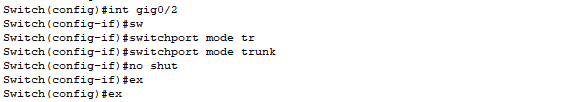 Switch(config)#int gig0/2
Switch(config-if)#sw
Switch(config-if)#switchport mode tr
Switch(config-if)#switchport mode trunk
Switch(config-if)#no shut
Switch(config-if)#ex
Switch(config)#ex